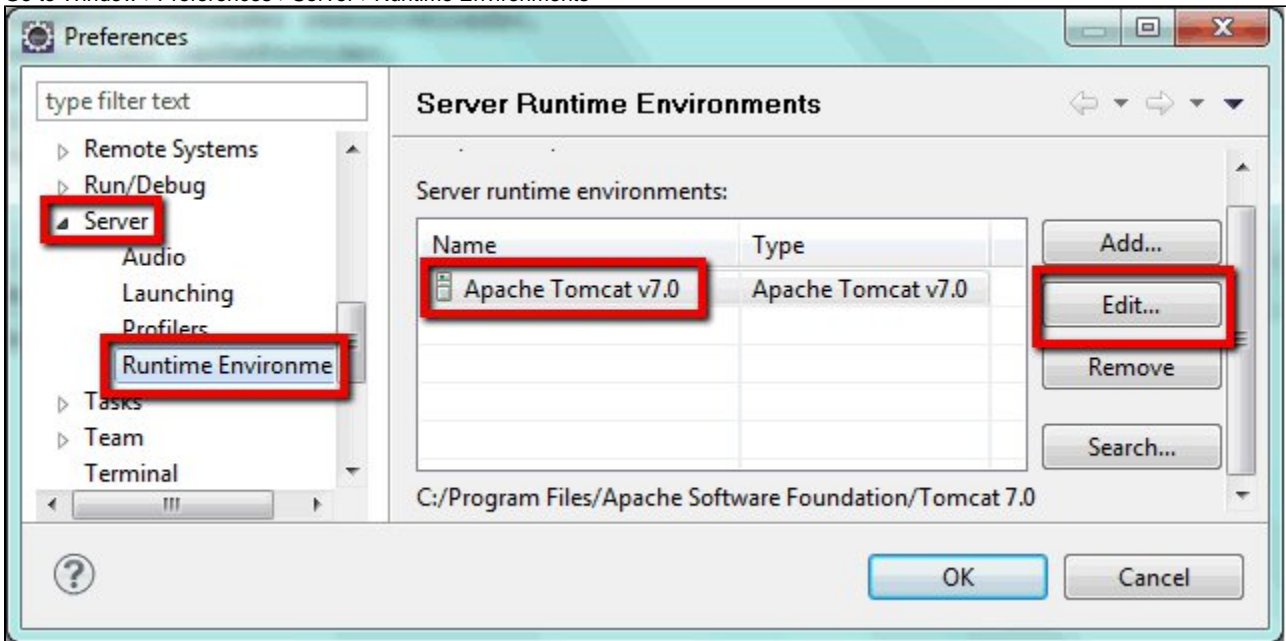 Preferences
type filter text
Remote Systems
Run/Debug
Server
Audio
Launching
Profilers
Runtime Environme
Tasks
Team
Terminal
Server Runtime Environments
Server runtime environments:
Name Type
Apache Tomcat v7.0 Apache Tomcat v7.0
Add...
Edit...
Remove
Search...
C:/Program Files/Apache Software Foundation/Tomcat 7.0
OK Cancel